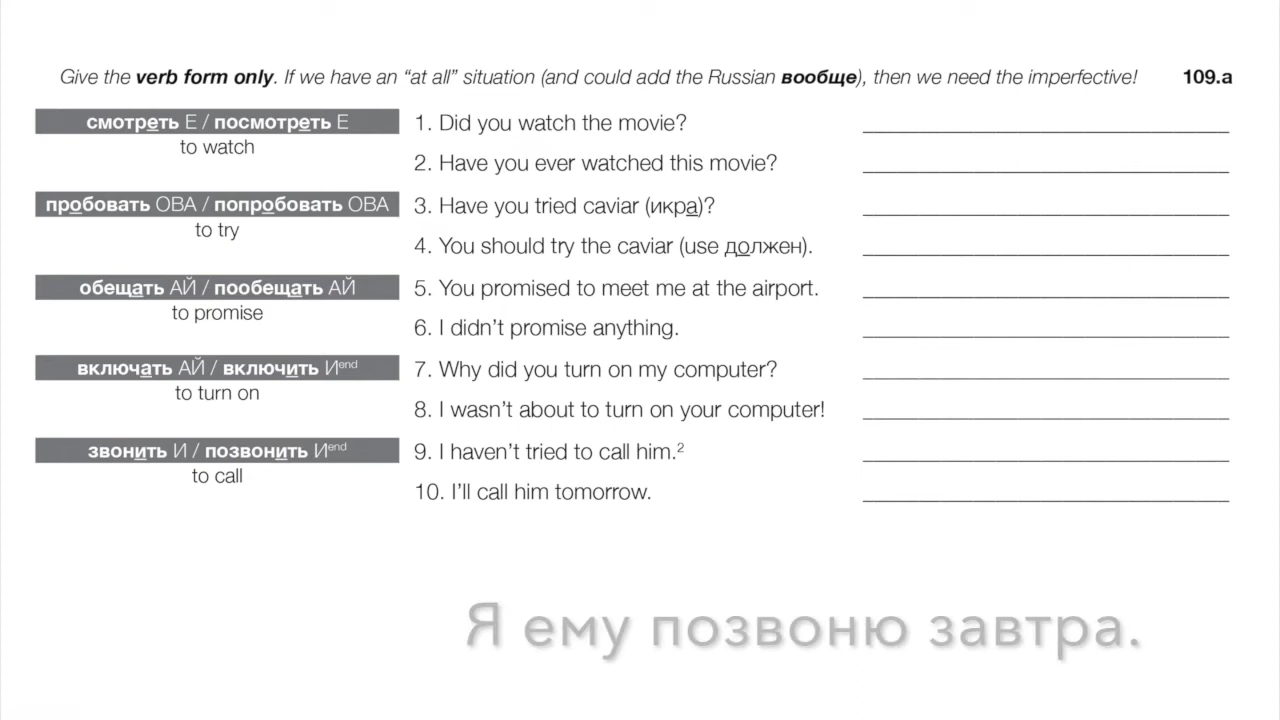 Give the verb form only. If we have an “at all” situation (and could add the Russian вообще), then we need the imperfective! 109.a
смотреть Е / посмотреть Е
to watch
1. Did you watch the movie?
2. Have you ever watched this movie?
пробовать ОВА / попробовать ОВА
to try
3. Have you tried caviar (икра)?
4. You should try the caviar (use должен).
обещать АЙ / пообещать АЙ
to promise
5. You promised to meet me at the airport.
6. I didn’t promise anything.
включать АЙ / включить Иend
to turn on
7. Why did you turn on my computer?
8. I wasn’t about to turn on your computer!
звонить И / позвонить Иend
to call
9. I haven’t tried to call him.2
10. I’ll call him tomorrow.
Я ему позвоню завтра.